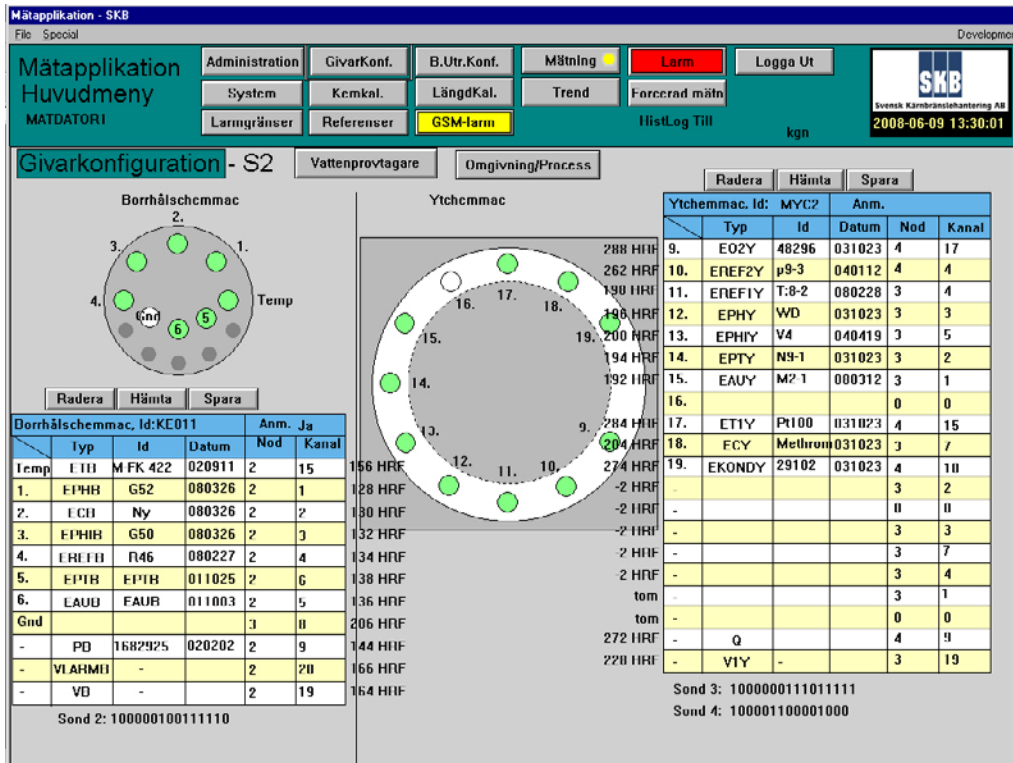 Mätapplikation - SKB
File Special Developmen
Mätapplikation
Huvudmeny
MATDATOR1
Administration GivarKonf. B.Utr.Konf. Mätning Larm Logga Ut
System Kemkal. LängdKal. Trend Forcerad mätn
Larmgränser Referenser GSM-larm HistLog Till kgn
SKB
Svensk Kärnbränslehantering AB
2008-06-09 13:30:01
Givarkonfiguration - S2 Vattenprovtagare Omgivning/Process
Borrhålschemmac
2.
3. 1.
4. Temp
Gnd 6 5
Radera Hämta Spara
Borrhålschemmac, Id:KE011 Anm. Ja
Typ Id Datum Nod Kanal
Temp ETB M FK 422 020911 2 15 156 HRF
1. EPHB G52 080326 2 1 128 HRF
2. ECB Ny 080326 2 2 130 HRF
3. EPHIB G50 080326 2 3 132 HRF
4. EREFB R46 080227 2 4 134 HRF
5. EPTB EPTB 011025 2 6 138 HRF
6. EAUB EAUB 011003 2 5 136 HRF
Gnd 3 8 206 HRF
- PB 1682925 020202 2 9 144 HRF
- VLARMB - 2 20 166 HRF
- VB - 2 19 164 HRF
Sond 2: 100000100111110
Ytchemmac
17.
16. 18.
15. 19.
14.
13. 9.
12. 11. 10.
Radera Hämta Spara
Ytchemmac, Id: MYC2 Anm.
Typ Id Datum Nod Kanal
288 HRF 9. EO2Y 48296 031023 4 17
262 HRF 10. EREF2Y p9-3 040112 4 4
198 HRF 11. EREF1Y T:8-2 080228 3 4
196 HRF 12. EPHY WD 031023 3 3
200 HRF 13. EPHIY V4 040419 3 5
194 HRF 14. EPTY N9-1 031023 3 2
192 HRF 15. EAUY M2-1 3 1
16. 0 0
284 HRF 17. ET1Y Pt100 031023 4 15
204 HRF 18. ECY Methrom 031023 3 7
274 HRF 19. EKONDY 29102 031023 4 10
-2 HRF - 3 2
-2 HRF - 0 0
-2 HRF - 3 3
-2 HRF - 3 7
-2 HRF - 3 4
tom - 3 1
tom - 0 0
272 HRF - Q 4 9
220 HRF - V1Y - 3 19
Sond 3: 1000000111011111
Sond 4: 100001100001000